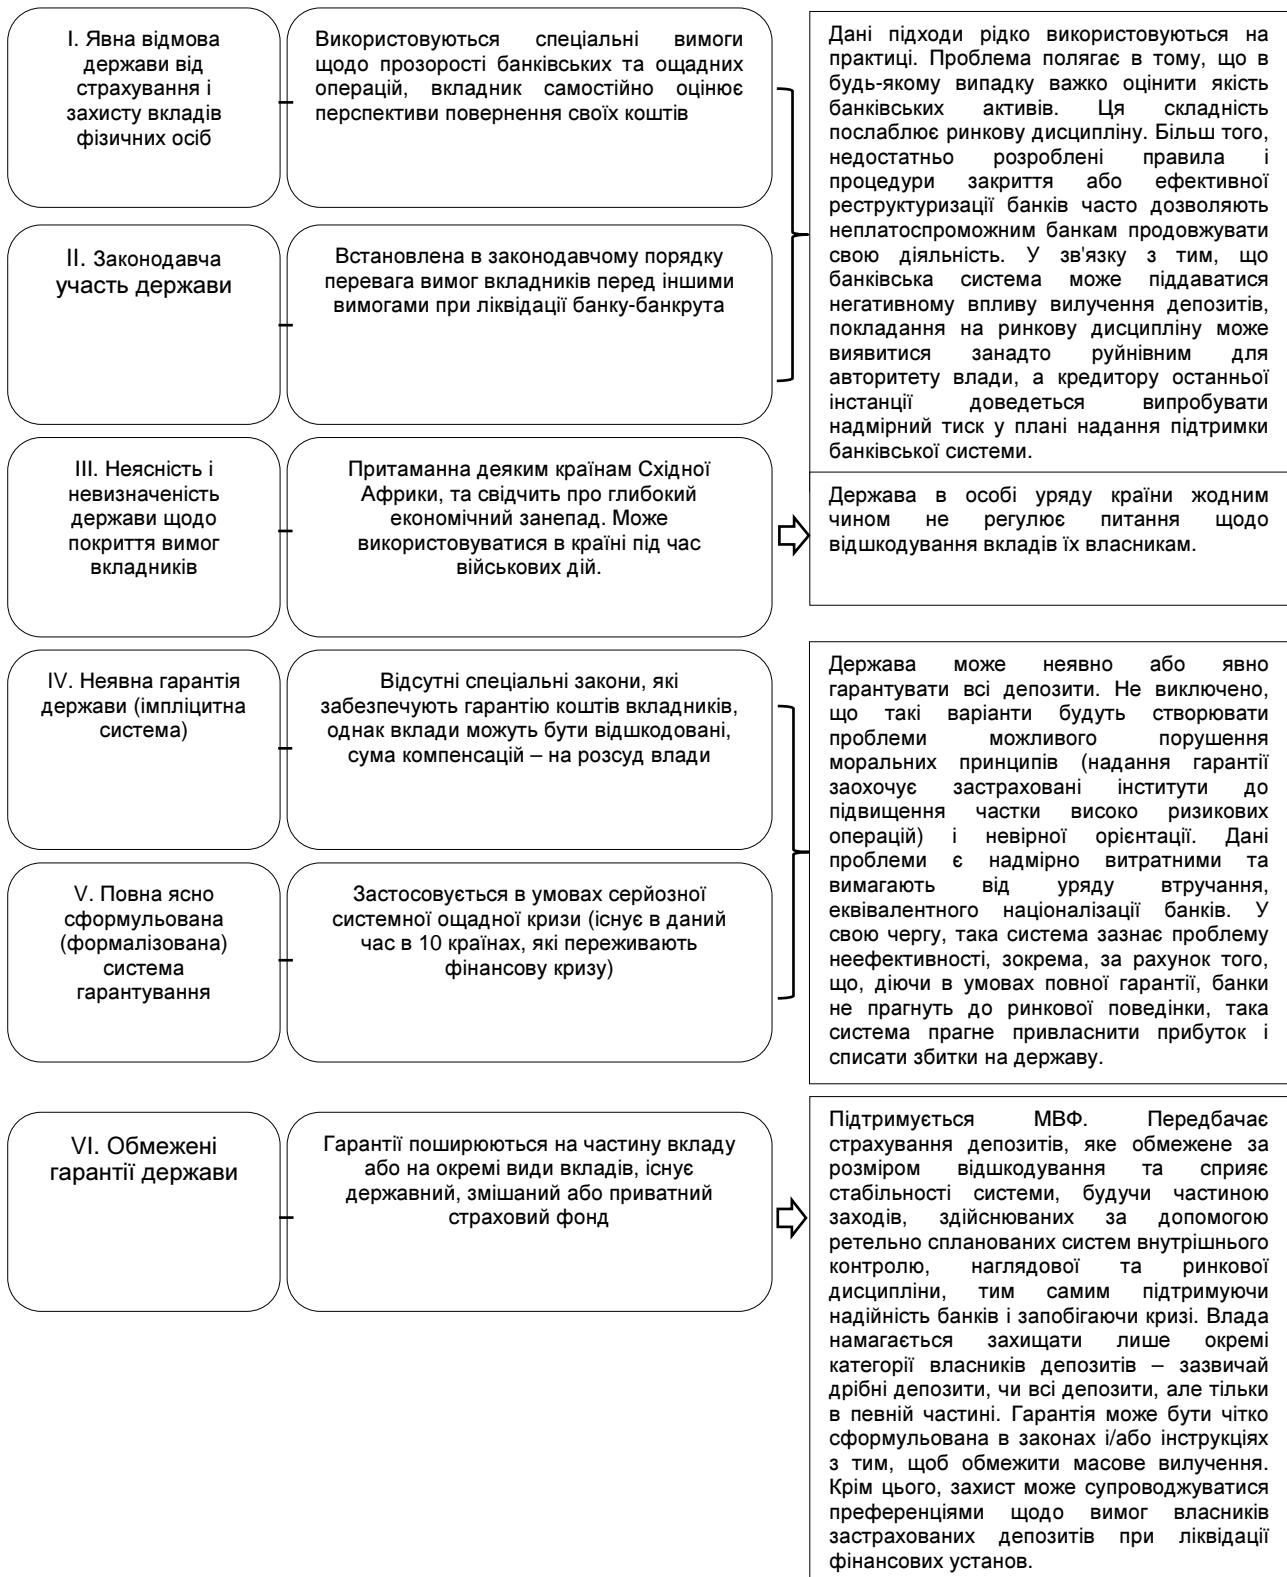 І. Явна відмова
держави від
страхування і
захисту вкладів
фізичних осіб
Використовуються спеціальні вимоги
щодо прозорості банківських та ощадних
операцій, вкладник самостійно оцінює
перспективи повернення своїх коштів
Дані підходи рідко використовуються на
практиці. Проблема полягає в тому, що в
будь-якому випадку важко оцінити якість
банківських активів. Ця складність
послаблює ринкову дисципліну. Більш того,
недостатньо розроблені правила і
процедури закриття або ефективної
реструктуризації банків часто дозволяють
неплатоспроможним банкам продовжувати
свою діяльність. У зв'язку з тим, що
банківська система може піддаватися
негативному впливу вилучення депозитів,
покладання на ринкову дисципліну може
виявитися занадто руйнівним для
авторитету влади, а кредитору останньої
інстанції доведеться випробувати
надмірний тиск у плані надання підтримки
банківської системи.
ІІ. Законодавча
участь держави
Встановлена в законодавчому порядку
перевага вимог вкладників перед іншими
вимогами при ліквідації банку-банкрута
ІІІ. Неясність і
невизначеність
держави щодо
покриття вимог
вкладників
Притаманна деяким країнам Східної
Африки, та свідчить про глибокий
економічний занепад. Може
використовуватися в країні під час
військових дій.
Держава в особі уряду країни жодним
чином не регулює питання щодо
відшкодування вкладів їх власникам.
IV. Неявна гарантія
держави (імпліцитна
система)
Відсутні спеціальні закони, які
забезпечують гарантію коштів вкладників,
однак вклади можуть бути відшкодовані,
сума компенсацій – на розсуд влади
Держава може неявно або явно
гарантувати всі депозити. Не виключено,
що такі варіанти будуть створювати
проблеми можливого порушення
моральних принципів (надання гарантії
заохочує застраховані інститути до
підвищення частки високо ризикових
операцій) і невірної орієнтації. Дані
проблеми є надмірно витратними та
вимагають від уряду втручання,
еквівалентного націоналізації банків. У
свою чергу, така система зазнає проблему
неефективності, зокрема, за рахунок того,
що, діючи в умовах повної гарантії, банки
не прагнуть до ринкової поведінки, така
система прагне привласнити прибуток і
списати збитки на державу.
V. Повна ясно
сформульована
(формалізована)
система
гарантування
Застосовується в умовах серйозної
системної ощадної кризи (існує в даний
час в 10 країнах, які переживають
фінансову кризу)
VI. Обмежені
гарантії держави
Гарантії поширюються на частину вкладу
або на окремі види вкладів, існує
державний, змішаний або приватний
страховий фонд
Підтримується МВФ. Передбачає
страхування депозитів, яке обмежене за
розміром відшкодування та сприяє
стабільності системи, будучи частиною
заходів, здійснюваних за допомогою
ретельно спланованих систем внутрішнього
контролю, наглядової та ринкової
дисципліни, тим самим підтримуючи
надійність банків і запобігаючи кризі. Влада
намагається захищати лише окремі
категорії власників депозитів – зазвичай
дрібні депозити, чи всі депозити, але тільки
в певній частині. Гарантія може бути чітко
сформульована в законах і/або інструкціях
з тим, щоб обмежити масове вилучення.
Крім цього, захист може супроводжуватися
преференціями щодо вимог власників
застрахованих депозитів при ліквідації
фінансових установ.